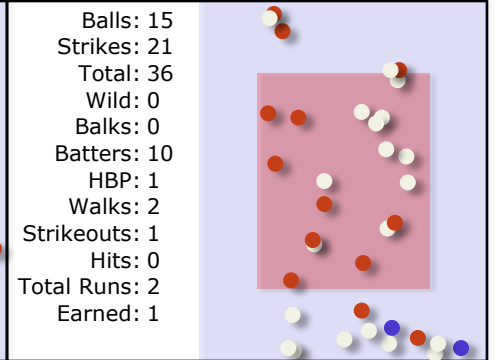 Balls: 15
Strikes: 21
Total: 36
Wild: 0
Balks: 0
Batters: 10
HBP: 1
Walks: 2
Strikeouts: 1
Hits: 0
Total Runs: 2
Earned: 1